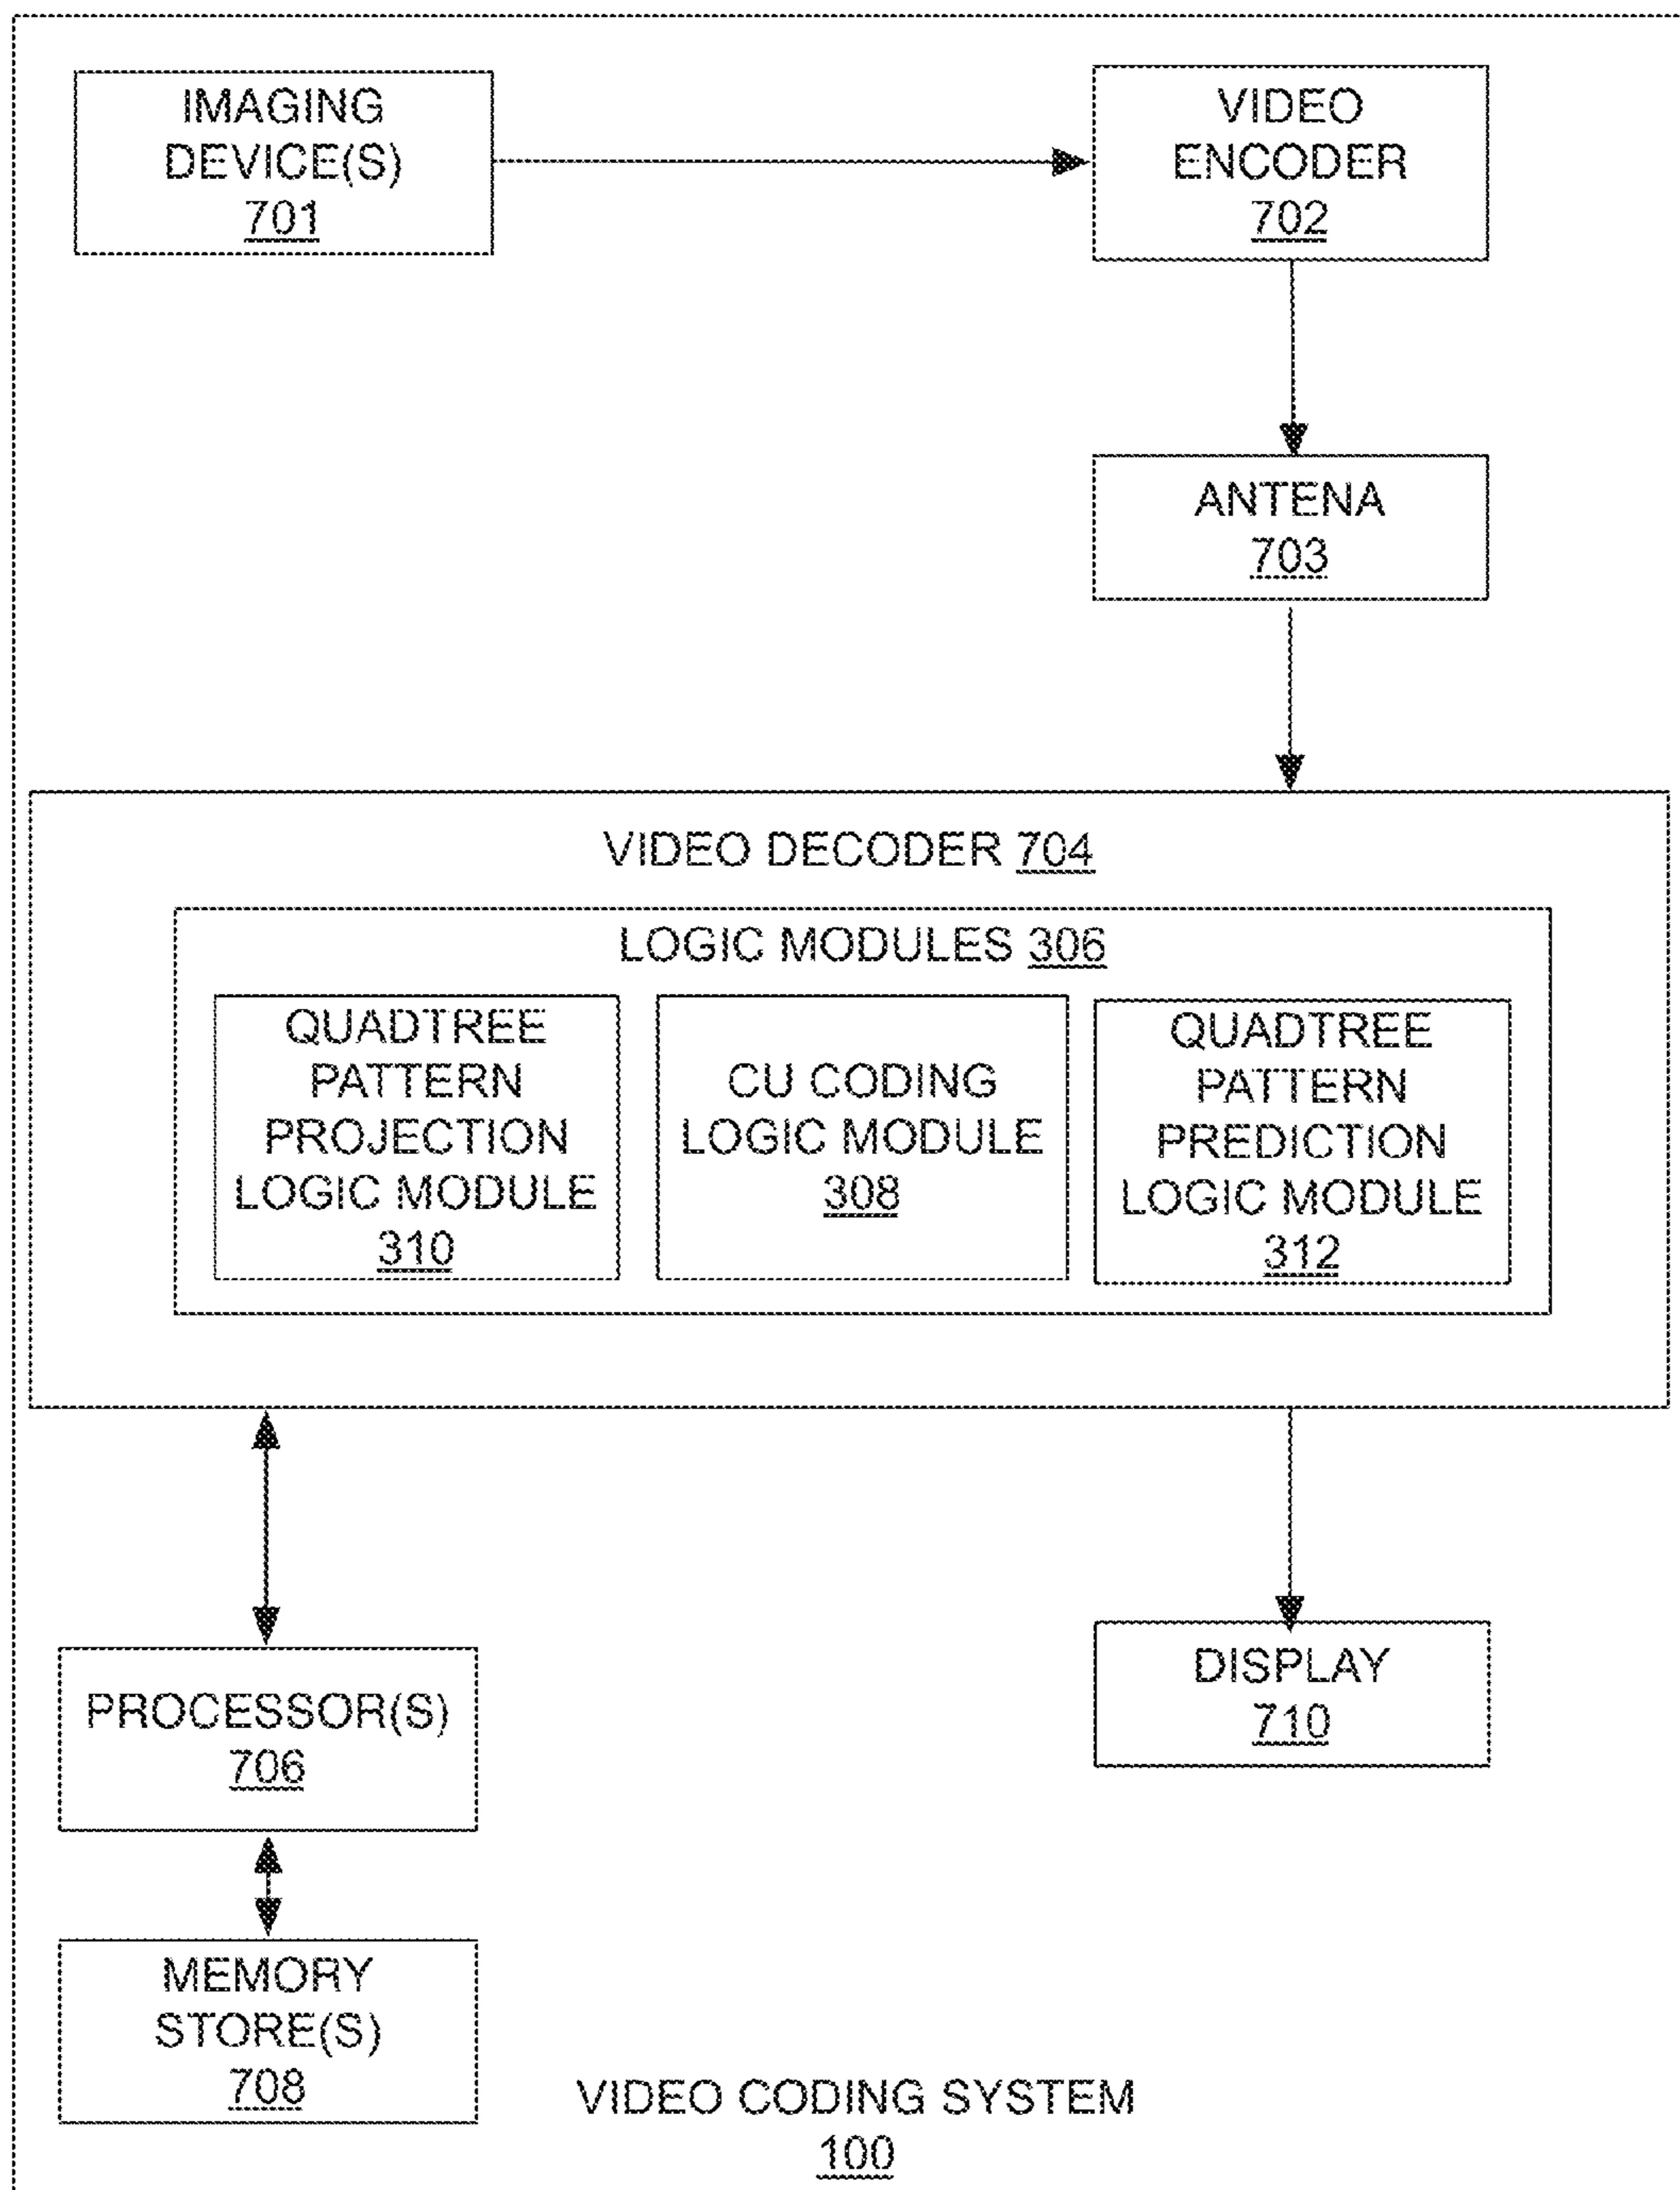 IMAGING
DEVICE(S)
701
VIDEO
ENCODER
702
ANTENA
703
VIDEO DECODER 704
LOGIC MODULES 306
QUADTREE
PATTERN
PROJECTION
LOGIC MODULE
310
CU CODING
LOGIC MODULE
308
QUADTREE
PATTERN
PREDICTION
LOGIC MODULE
312
PROCESSOR(S)
706
DISPLAY
710
MEMORY
STORE(S)
708
VIDEO CODING SYSTEM
100